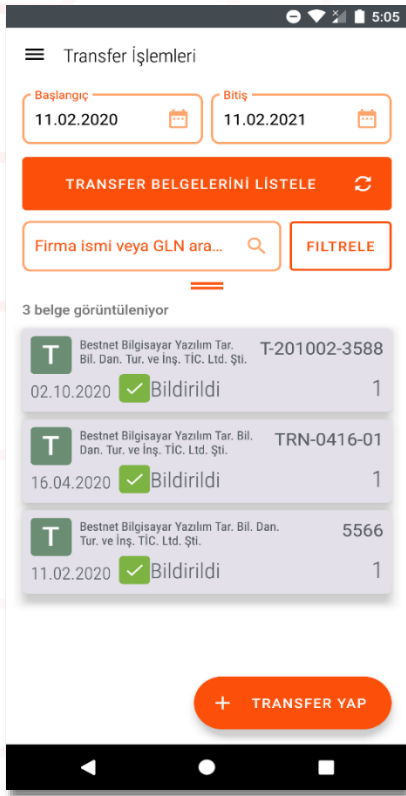 5:05
Transfer İşlemleri
Başlangıç Bitiş
11.02.2020 11.02.2021
TRANSFER BELGELERİNİ LİSTELE
Firma ismi veya GLN ara... FILTRELE
3 belge görüntüleniyor
T Bestnet Bilgisayar Yazılım Tar. T-201002-3588
Bil. Dan. Tur. ve İnş. TİC. Ltd. Şti.
02.10.2020 Bildirildi 1
T Bestnet Bilgisayar Yazılım Tar. Bil. TRN-0416-01
Dan. Tur. ve İnş. TİC. Ltd. Şti.
16.04.2020 Bildirildi 1
T Bestnet Bilgisayar Yazılım Tar. Bil. Dan. 5566
Tur. ve İnş. TİC. Ltd. Şti.
11.02.2020 Bildirildi 1
+ TRANSFER YAP